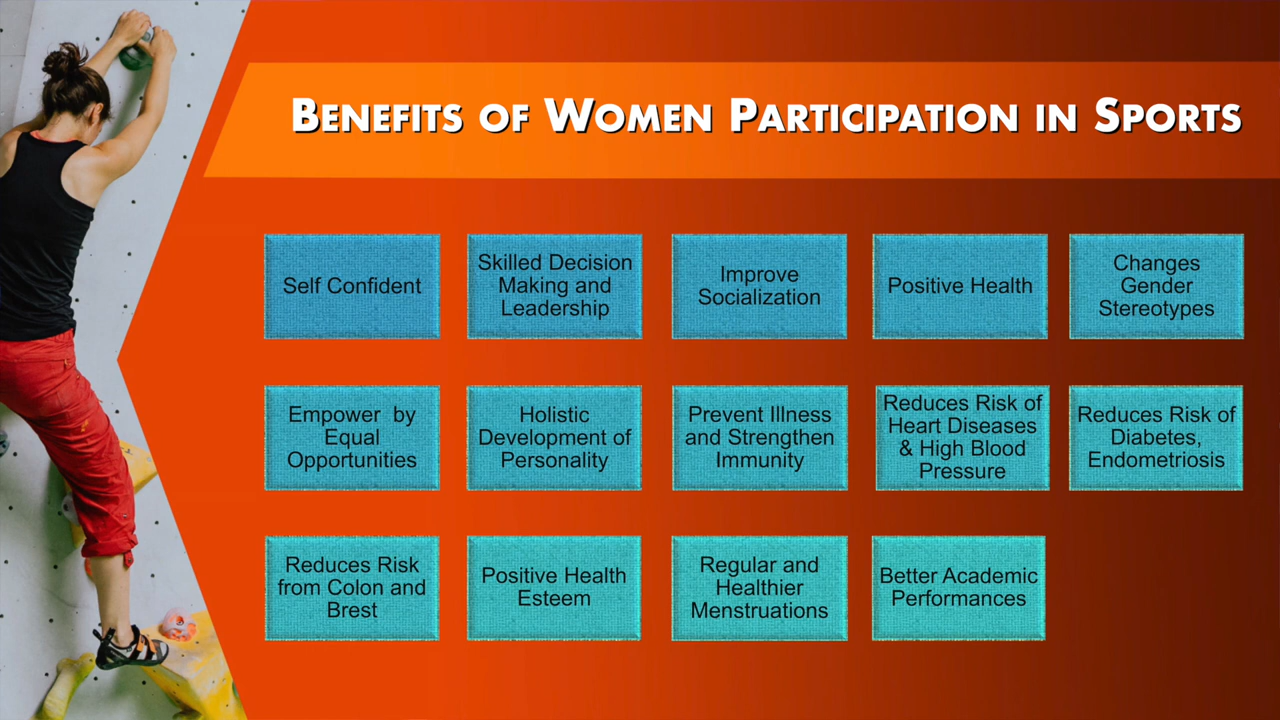 BENEFITS OF WOMEN PARTICIPATION IN SPORTS
Self Confident
Skilled Decision
Making and
Leadership
Improve
Socialization
Positive Health
Changes
Gender
Stereotypes
Empower by
Equal
Opportunities
Holistic
Development of
Personality
Prevent Illness
and Strengthen
Immunity
Reduces Risk of
Heart Diseases
& High Blood
Pressure
Reduces Risk of
Diabetes,
Endometriosis
Reduces Risk
from Colon and
Brest
Positive Health
Esteem
Regular and
Healthier
Menstruations
Better Academic
Performances